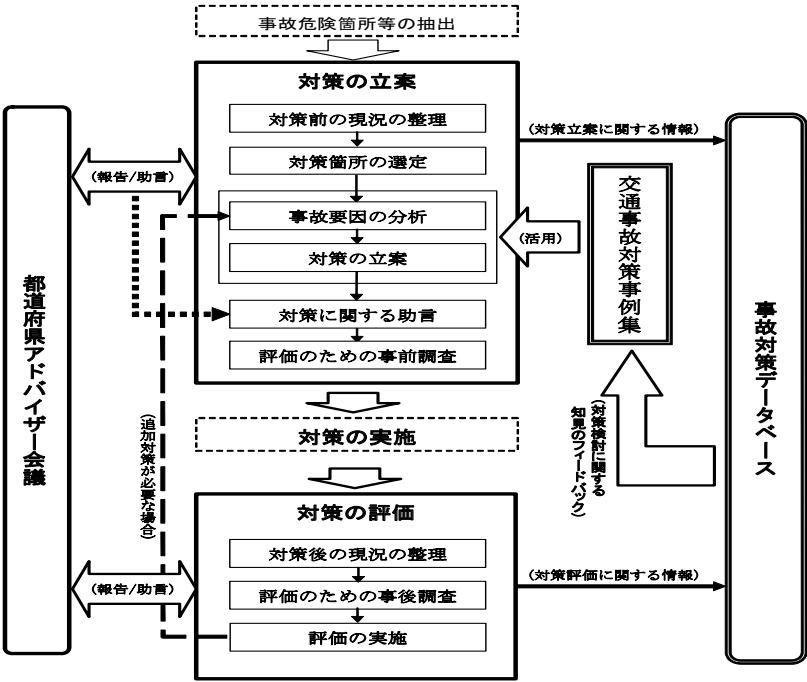 事故危険箇所等の抽出
対策の立案
対策前の現況の整理
対策箇所の選定
事故要因の分析
対策の立案
対策に関する助言
評価のための事前調査
対策の実施
対策の評価
対策後の現況の整理
評価のための事後調査
評価の実施
都道府県アドバイザー会議
(報告/助言)
(報告/助言)
(追加対策が必要な場合)
(対策立案に関する情報)
(活用)
交通事故対策事例集
(対策検討に関する
知見のフィードバック)
(対策評価に関する情報)
事故対策データベース